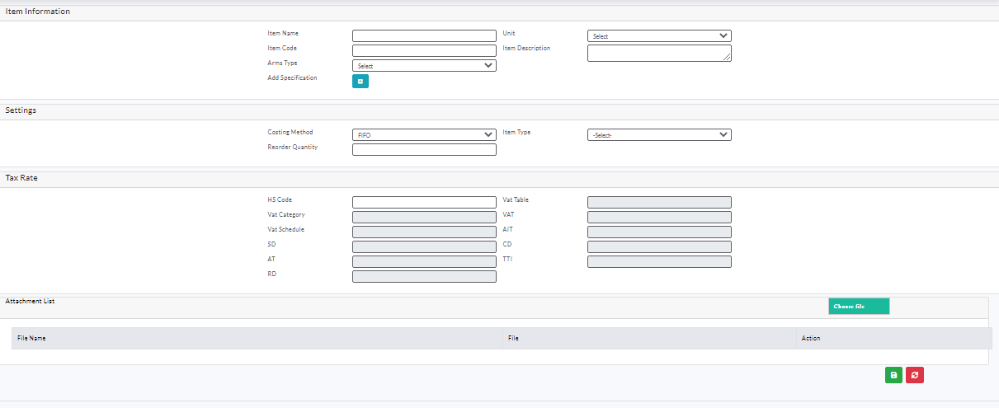 Item Information
Item Name
Unit
Select
Item Code
Item Description
Arms Type
Select
Add Specification
Settings
Costing Method
FIFO
Item Type
-Select-
Reorder Quantity
Tax Rate
HS Code
Vat Table
Vat Category
VAT
Vat Schedule
AIT
SD
CD
AT
TTI
RD
Attachment List
Choose file
File Name
File
Action